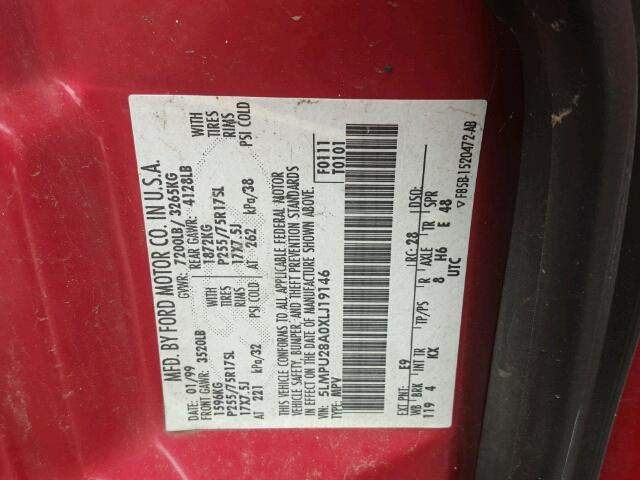 MFD. BY FORD MOTOR CO. IN U.S.A.
DATE: 01/99 GVWR: 7200LB/ 3265KG
FRONT GAWR: 3520LB REAR GAWR: 4128LB
1596KG WITH 1872KG WITH
P255/75R17SL TIRES P255/75R17SL TIRES
17X7.5J RIMS 17X7.5J RIMS
AT 221 kPa/32 PSI COLD AT 262 kPa/38 PSI COLD
THIS VEHICLE CONFORMS TO ALL APPLICABLE FEDERAL MOTOR
VEHICLE SAFETY, BUMPER, AND THEFT PREVENTION STANDARDS
IN EFFECT ON THE DATE OF MANUFACTURE SHOWN ABOVE.
VIN: 5LMPU28A0XLJ19146 F0111
TYPE: MPV T0101
EXT PNT: E9 RC: 28 DSO:
WB BRK INT TR TP/PS R AXLE TR SPR
119 4 KX 8 H6 E 48
UTC
▽F85B-1520472-AB